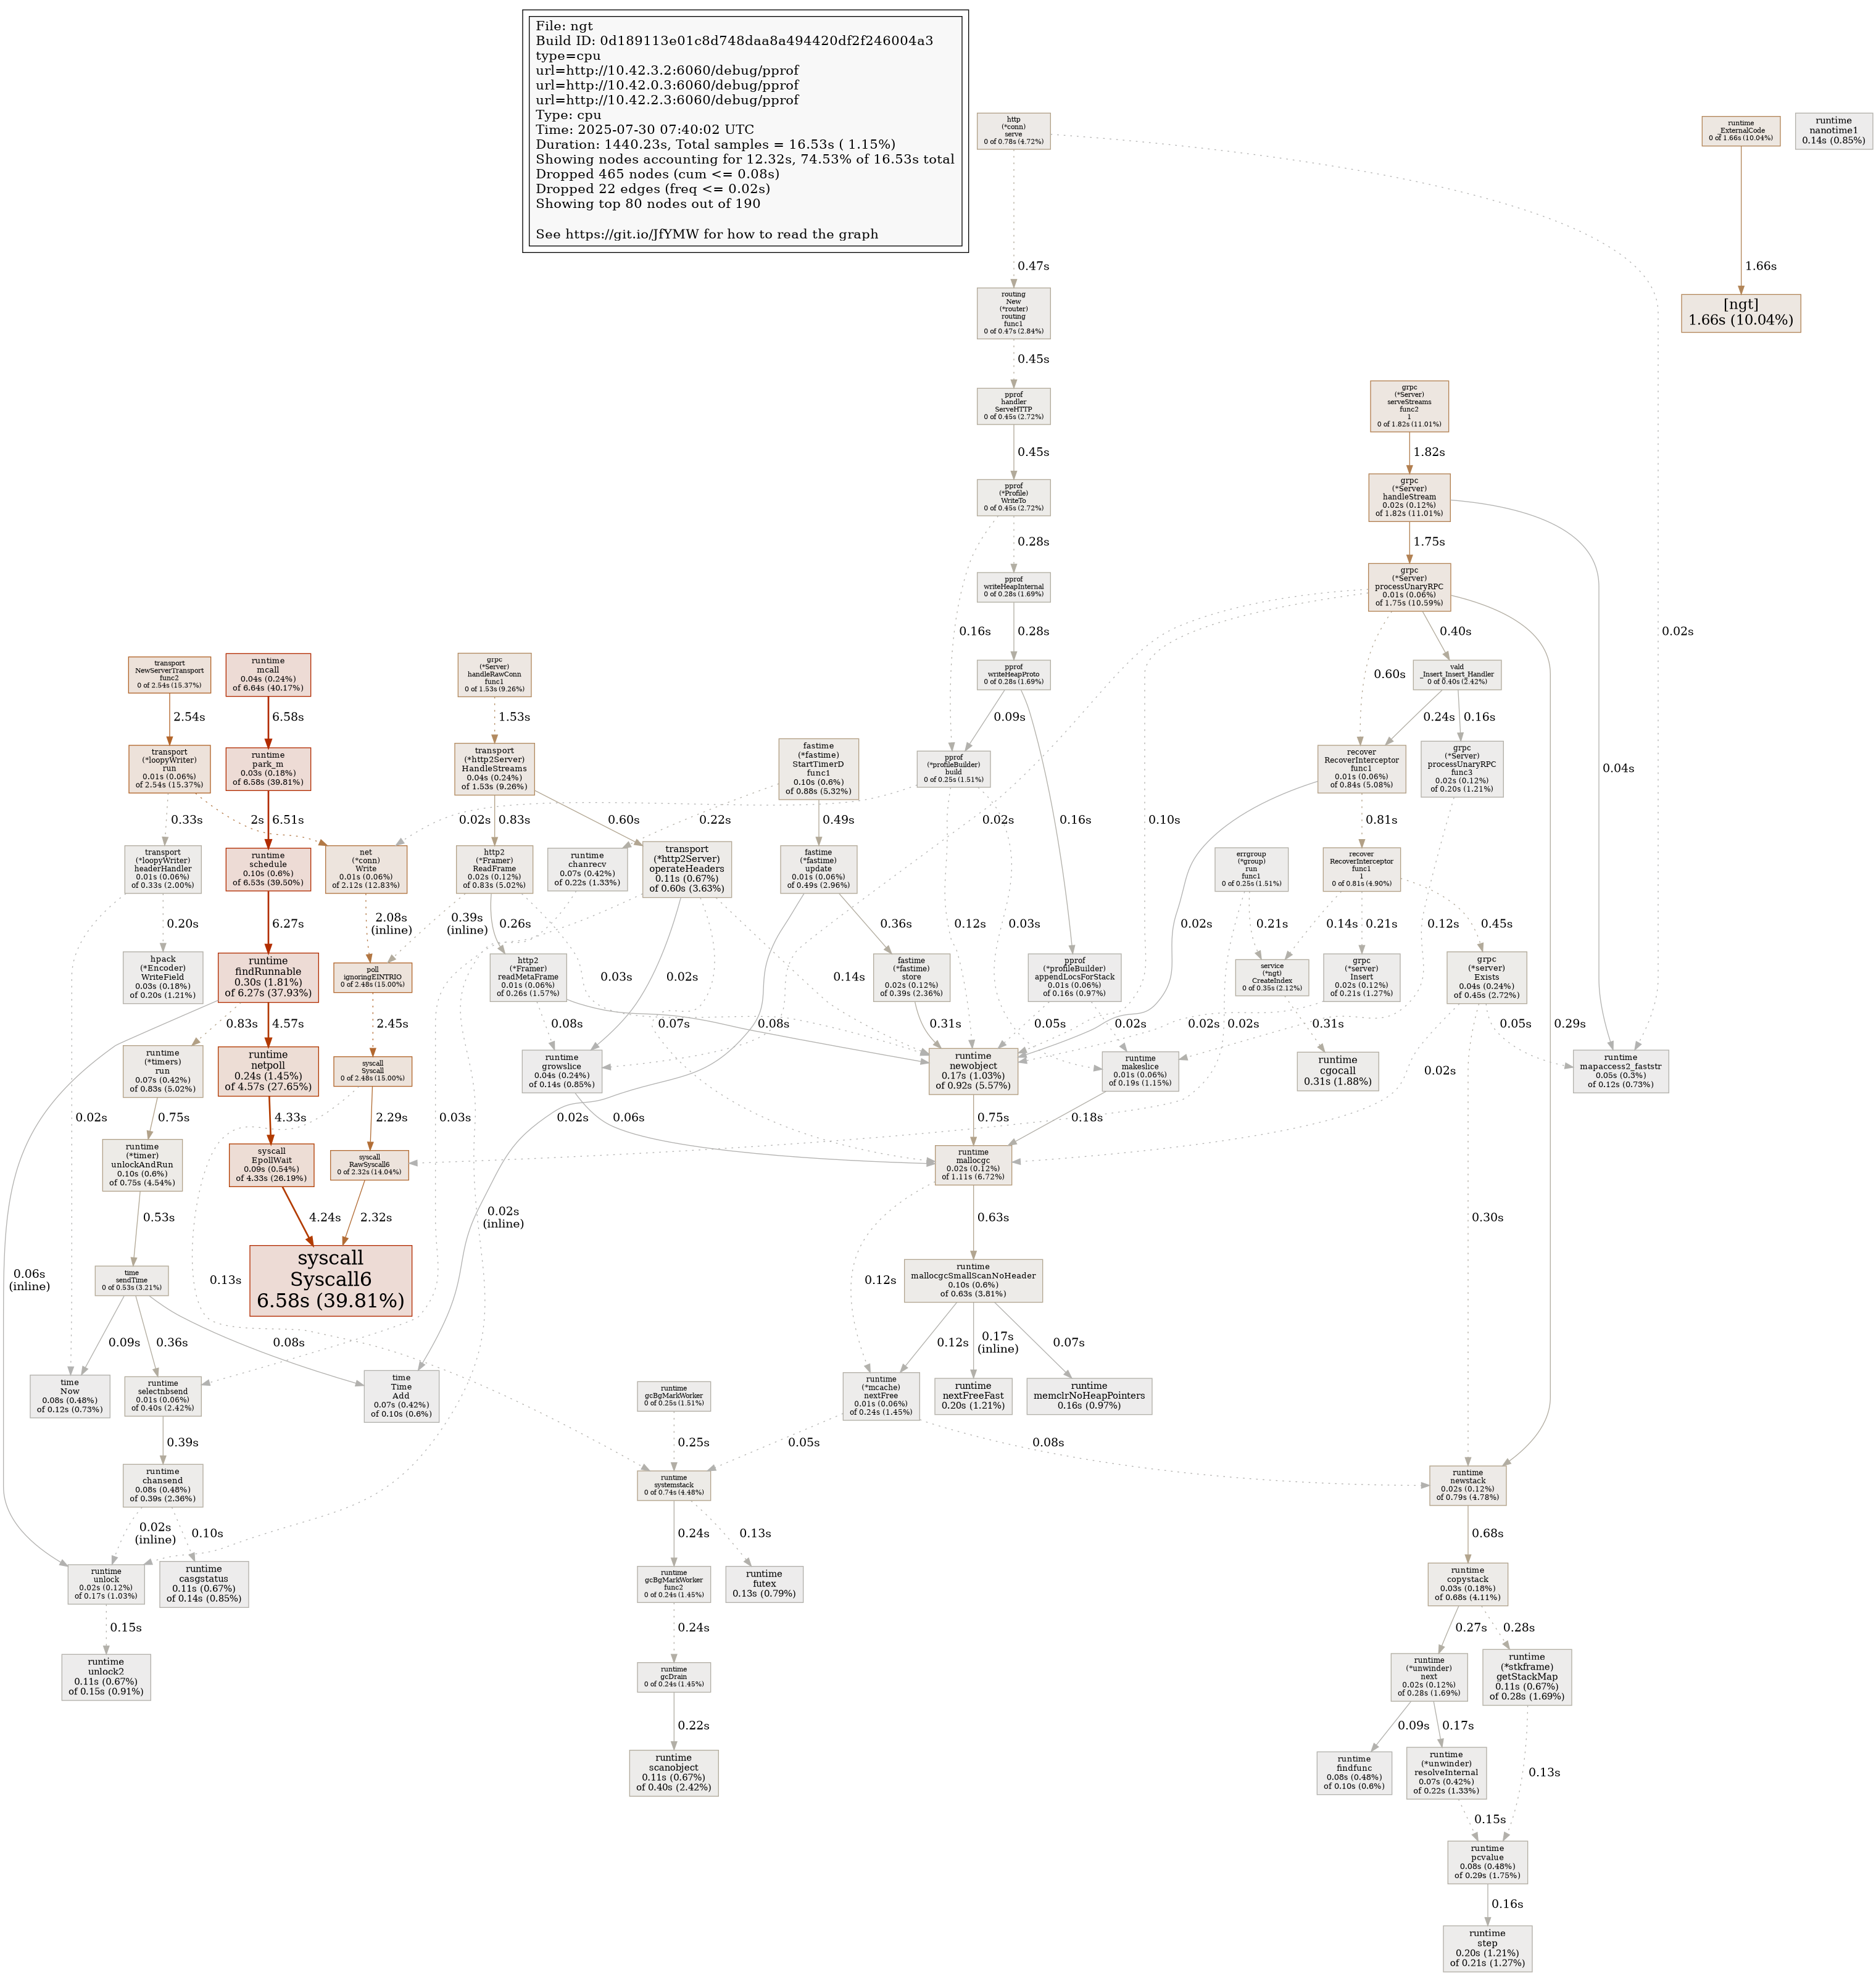 File: ngt
Build ID: 0d189113e01c8d748daa8a494420df2f246004a3
type=cpu
url=http://10.42.3.2:6060/debug/pprof
url=http://10.42.0.3:6060/debug/pprof
url=http://10.42.2.3:6060/debug/pprof
Type: cpu
Time: 2025-07-30 07:40:02 UTC
Duration: 1440.23s, Total samples = 16.53s ( 1.15%)
Showing nodes accounting for 12.32s, 74.53% of 16.53s total
Dropped 465 nodes (cum <= 0.08s)
Dropped 22 edges (freq <= 0.02s)
Showing top 80 nodes out of 190
See https://git.io/JfYMW for how to read the graph
http
(*conn)
serve
0 of 0.78s (4.72%)
runtime
_ExternalCode
0 of 1.66s (10.04%)
runtime
nanotime1
0.14s (0.85%)
0.47s
1.66s
routing
New
(*router)
routing
func1
0 of 0.47s (2.84%)
[ngt]
1.66s (10.04%)
0.45s
pprof
handler
ServeHTTP
0 of 0.45s (2.72%)
grpc
(*Server)
serveStreams
func2
1
0 of 1.82s (11.01%)
0.45s
1.82s
pprof
(*Profile)
WriteTo
0 of 0.45s (2.72%)
grpc
(*Server)
handleStream
0.02s (0.12%)
of 1.82s (11.01%)
0.28s
1.75s
pprof
writeHeapInternal
0 of 0.28s (1.69%)
grpc
(*Server)
processUnaryRPC
0.01s (0.06%)
of 1.75s (10.59%)
0.16s
0.28s
0.40s
0.02s
transport
NewServerTransport
func2
0 of 2.54s (15.37%)
runtime
mcall
0.04s (0.24%)
of 6.64s (40.17%)
grpc
(*Server)
handleRawConn
func1
0 of 1.53s (9.26%)
pprof
writeHeapProto
0 of 0.28s (1.69%)
0.60s
vald
_Insert_Insert_Handler
0 of 0.40s (2.42%)
2.54s
6.58s
1.53s
0.09s
0.24s
0.16s
transport
(*loopyWriter)
run
0.01s (0.06%)
of 2.54s (15.37%)
runtime
park_m
0.03s (0.18%)
of 6.58s (39.81%)
transport
(*http2Server)
HandleStreams
0.04s (0.24%)
of 1.53s (9.26%)
fastime
(*fastime)
StartTimerD
func1
0.10s (0.6%)
of 0.88s (5.32%)
pprof
(*profileBuilder)
build
0 of 0.25s (1.51%)
recover
RecoverInterceptor
func1
0.01s (0.06%)
of 0.84s (5.08%)
grpc
(*Server)
processUnaryRPC
func3
0.02s (0.12%)
of 0.20s (1.21%)
0.04s
0.33s
2s
6.51s
0.02s
0.83s
0.60s
0.22s
0.49s
0.02s
0.16s
0.10s
0.81s
transport
(*loopyWriter)
headerHandler
0.01s (0.06%)
of 0.33s (2.00%)
runtime
schedule
0.10s (0.6%)
of 6.53s (39.50%)
net
(*conn)
Write
0.01s (0.06%)
of 2.12s (12.83%)
http2
(*Framer)
ReadFrame
0.02s (0.12%)
of 0.83s (5.02%)
runtime
chanrecv
0.07s (0.42%)
of 0.22s (1.33%)
transport
(*http2Server)
operateHeaders
0.11s (0.67%)
of 0.60s (3.63%)
fastime
(*fastime)
update
0.01s (0.06%)
of 0.49s (2.96%)
errgroup
(*group)
run
func1
0 of 0.25s (1.51%)
recover
RecoverInterceptor
func1
1
0 of 0.81s (4.90%)
0.20s
6.27s
2.08s
(inline)
0.39s
(inline)
0.26s
0.36s
0.12s
0.03s
0.02s
0.21s
0.14s
0.21s
0.12s
0.45s
hpack
(*Encoder)
WriteField
0.03s (0.18%)
of 0.20s (1.21%)
runtime
findRunnable
0.30s (1.81%)
of 6.27s (37.93%)
poll
ignoringEINTRIO
0 of 2.48s (15.00%)
http2
(*Framer)
readMetaFrame
0.01s (0.06%)
of 0.26s (1.57%)
0.03s
0.02s
0.14s
fastime
(*fastime)
store
0.02s (0.12%)
of 0.39s (2.36%)
pprof
(*profileBuilder)
appendLocsForStack
0.01s (0.06%)
of 0.16s (0.97%)
service
(*ngt)
CreateIndex
0 of 0.35s (2.12%)
grpc
(*server)
Insert
0.02s (0.12%)
of 0.21s (1.27%)
grpc
(*server)
Exists
0.04s (0.24%)
of 0.45s (2.72%)
0.83s
4.57s
2.45s
0.08s
0.07s
0.08s
0.31s
0.05s
0.02s
0.02s
0.02s
0.31s
0.05s
0.29s
runtime
(*timers)
run
0.07s (0.42%)
of 0.83s (5.02%)
runtime
netpoll
0.24s (1.45%)
of 4.57s (27.65%)
syscall
Syscall
0 of 2.48s (15.00%)
runtime
growslice
0.04s (0.24%)
of 0.14s (0.85%)
runtime
newobject
0.17s (1.03%)
of 0.92s (5.57%)
runtime
makeslice
0.01s (0.06%)
of 0.19s (1.15%)
runtime
cgocall
0.31s (1.88%)
runtime
mapaccess2_faststr
0.05s (0.3%)
of 0.12s (0.73%)
0.02s
0.75s
4.33s
2.29s
0.03s
0.02s
0.06s
0.75s
0.18s
0.02s
runtime
(*timer)
unlockAndRun
0.10s (0.6%)
of 0.75s (4.54%)
syscall
EpollWait
0.09s (0.54%)
of 4.33s (26.19%)
syscall
RawSyscall6
0 of 2.32s (14.04%)
runtime
mallocgc
0.02s (0.12%)
of 1.11s (6.72%)
0.53s
4.24s
2.32s
0.02s
(inline)
0.63s
0.30s
time
sendTime
0 of 0.53s (3.21%)
0.06s
(inline)
0.13s
syscall
Syscall6
6.58s (39.81%)
0.12s
runtime
mallocgcSmallScanNoHeader
0.10s (0.6%)
of 0.63s (3.81%)
0.09s
0.36s
0.08s
0.12s
0.17s
(inline)
0.07s
time
Now
0.08s (0.48%)
of 0.12s (0.73%)
runtime
selectnbsend
0.01s (0.06%)
of 0.40s (2.42%)
time
Time
Add
0.07s (0.42%)
of 0.10s (0.6%)
runtime
gcBgMarkWorker
0 of 0.25s (1.51%)
runtime
(*mcache)
nextFree
0.01s (0.06%)
of 0.24s (1.45%)
runtime
nextFreeFast
0.20s (1.21%)
runtime
memclrNoHeapPointers
0.16s (0.97%)
0.39s
0.25s
0.05s
0.08s
runtime
chansend
0.08s (0.48%)
of 0.39s (2.36%)
runtime
systemstack
0 of 0.74s (4.48%)
runtime
newstack
0.02s (0.12%)
of 0.79s (4.78%)
0.02s
(inline)
0.10s
0.24s
0.13s
0.68s
runtime
unlock
0.02s (0.12%)
of 0.17s (1.03%)
runtime
casgstatus
0.11s (0.67%)
of 0.14s (0.85%)
runtime
gcBgMarkWorker
func2
0 of 0.24s (1.45%)
runtime
futex
0.13s (0.79%)
runtime
copystack
0.03s (0.18%)
of 0.68s (4.11%)
0.15s
0.24s
0.27s
0.28s
runtime
unlock2
0.11s (0.67%)
of 0.15s (0.91%)
runtime
gcDrain
0 of 0.24s (1.45%)
runtime
(*unwinder)
next
0.02s (0.12%)
of 0.28s (1.69%)
runtime
(*stkframe)
getStackMap
0.11s (0.67%)
of 0.28s (1.69%)
0.22s
0.09s
0.17s
runtime
scanobject
0.11s (0.67%)
of 0.40s (2.42%)
runtime
findfunc
0.08s (0.48%)
of 0.10s (0.6%)
runtime
(*unwinder)
resolveInternal
0.07s (0.42%)
of 0.22s (1.33%)
0.13s
0.15s
runtime
pcvalue
0.08s (0.48%)
of 0.29s (1.75%)
0.16s
runtime
step
0.20s (1.21%)
of 0.21s (1.27%)